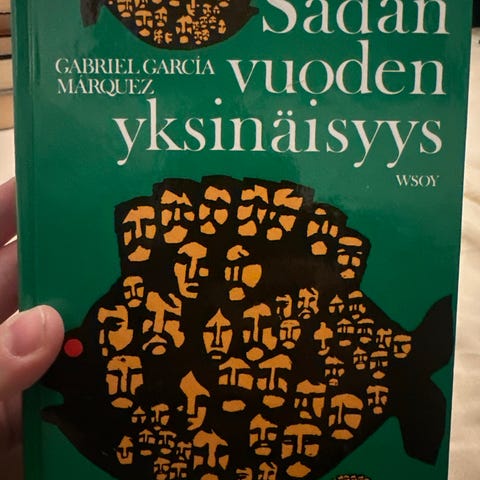 Sadan
GABRIEL GARCÍA
MÁRQUEZ
vuoden
yksinäisyys
WSOY